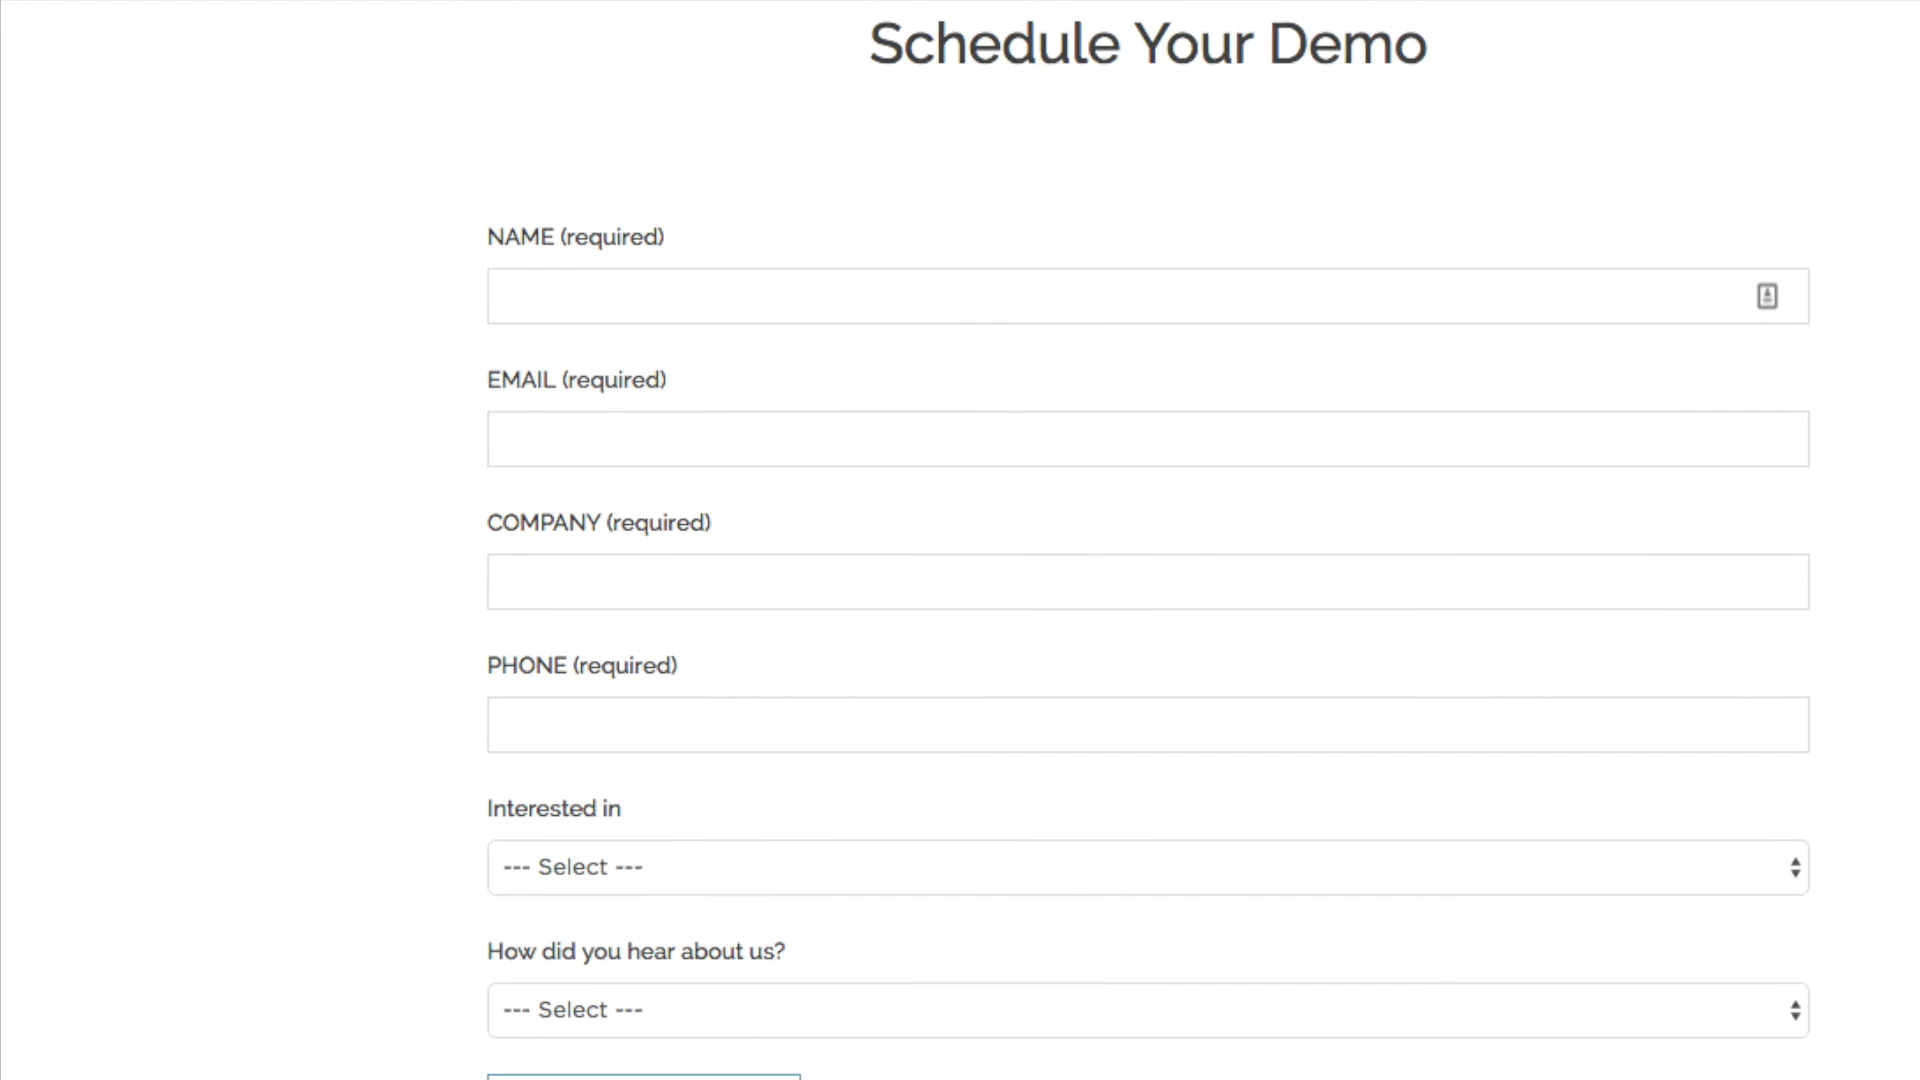 Schedule Your Demo
NAME (required)
EMAIL (required)
COMPANY (required)
PHONE (required)
Interested in
--- Select ---
How did you hear about us?
--- Select ---